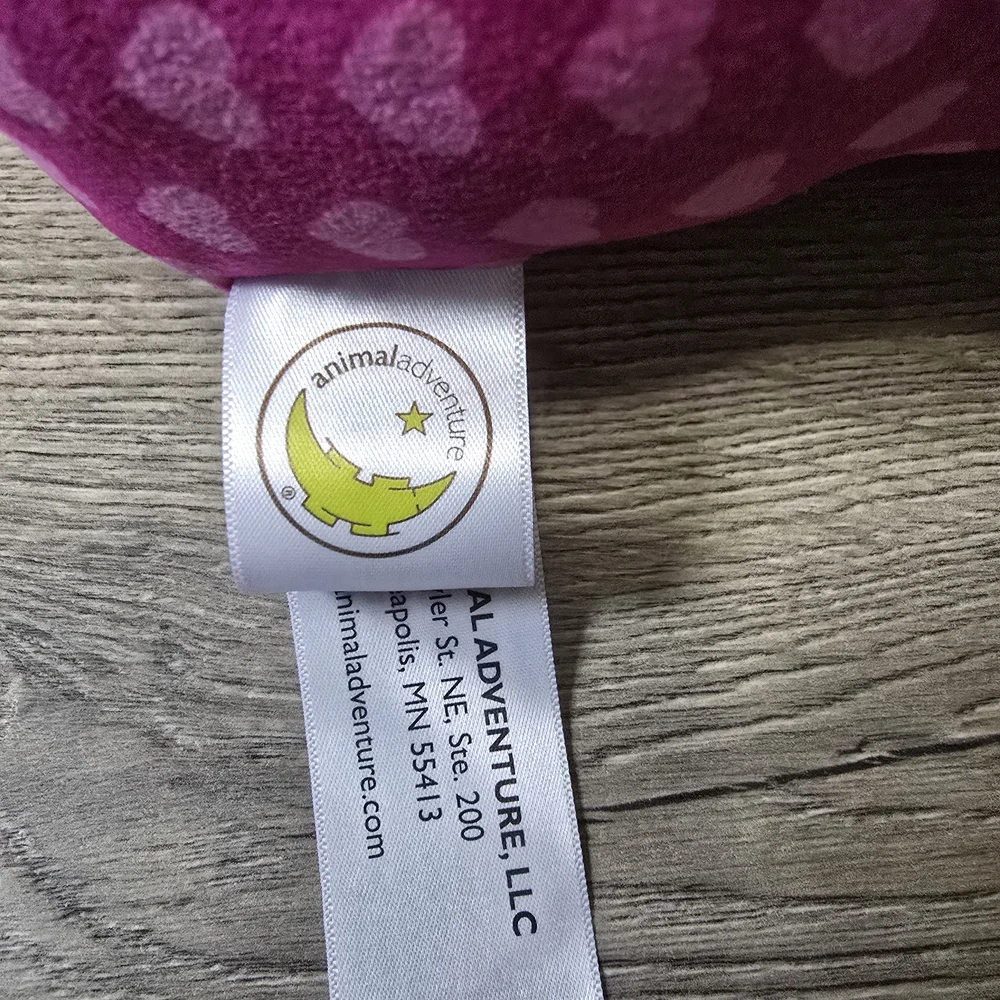 animaladventure
®
AL ADVENTURE, LLC
ler St. NE, Ste. 200
apolis, MN 55413
nimaladventure.com